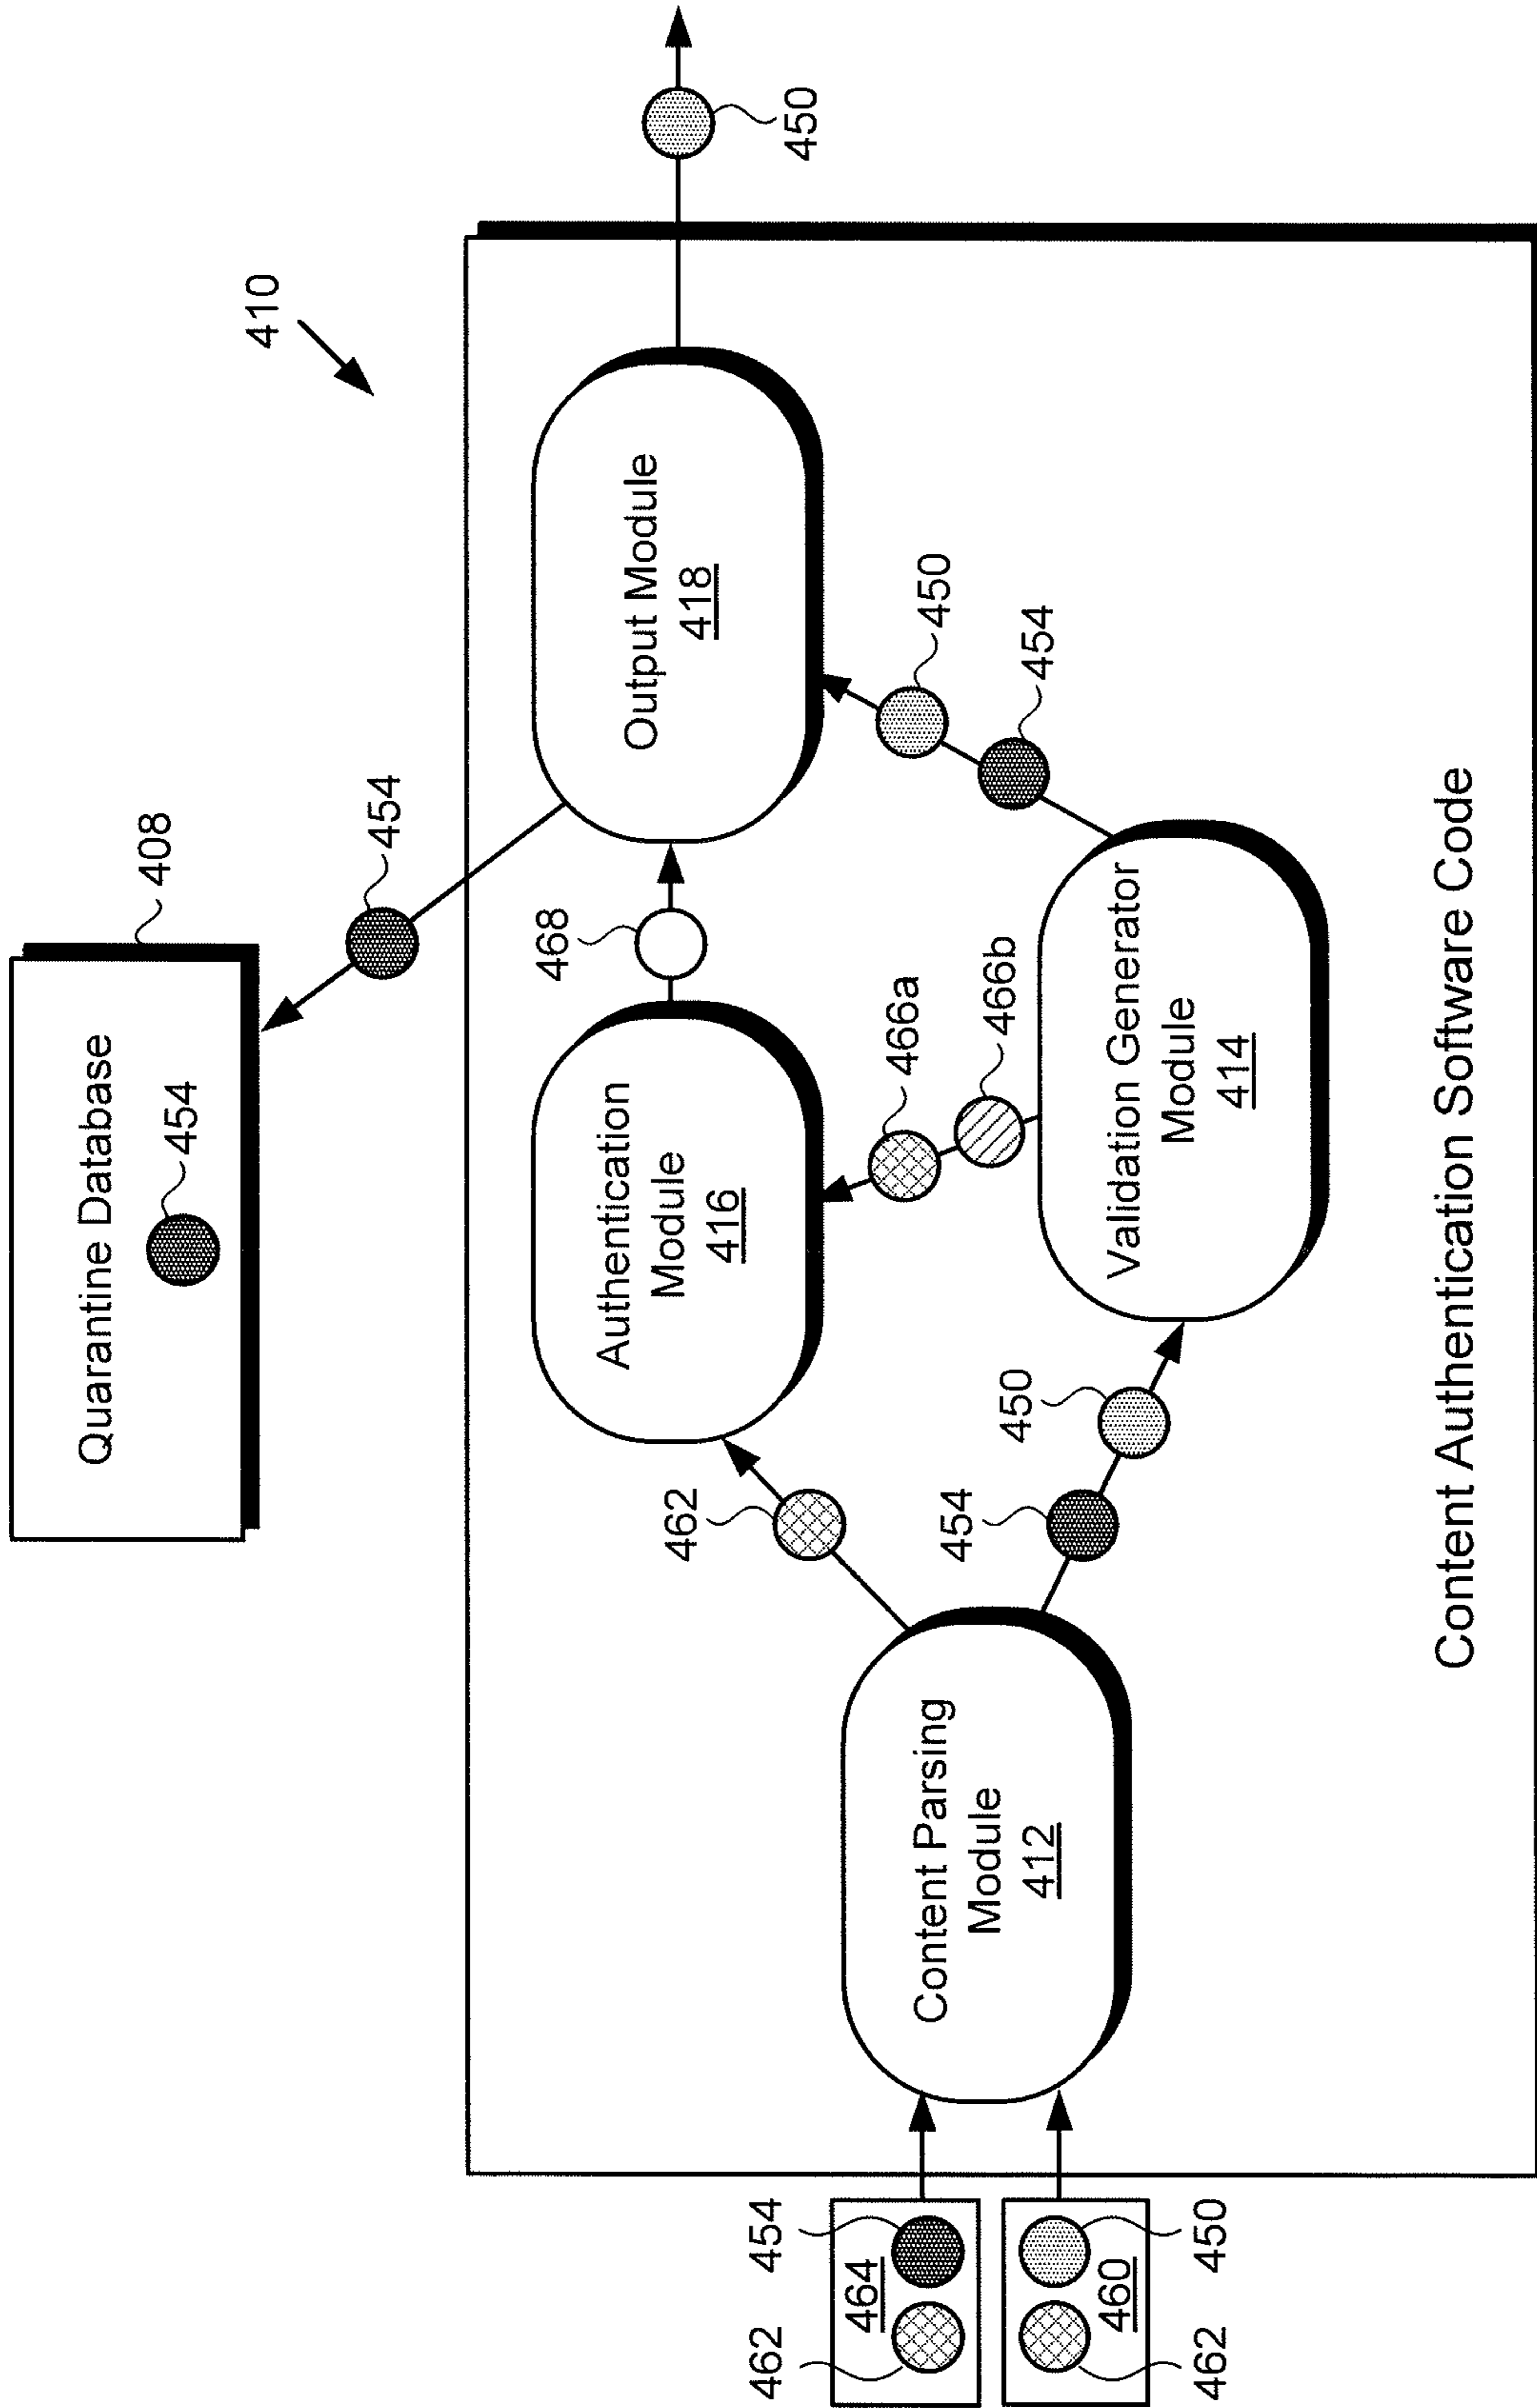 Quarantine Database
454
408
454
410
450
Authentication
Module
416
468
Output Module
418
462
466a
466b
450
454
464
454
462
460
450
462
Content Parsing
Module
412
454
450
Validation Generator
Module
414
Content Authentication Software Code